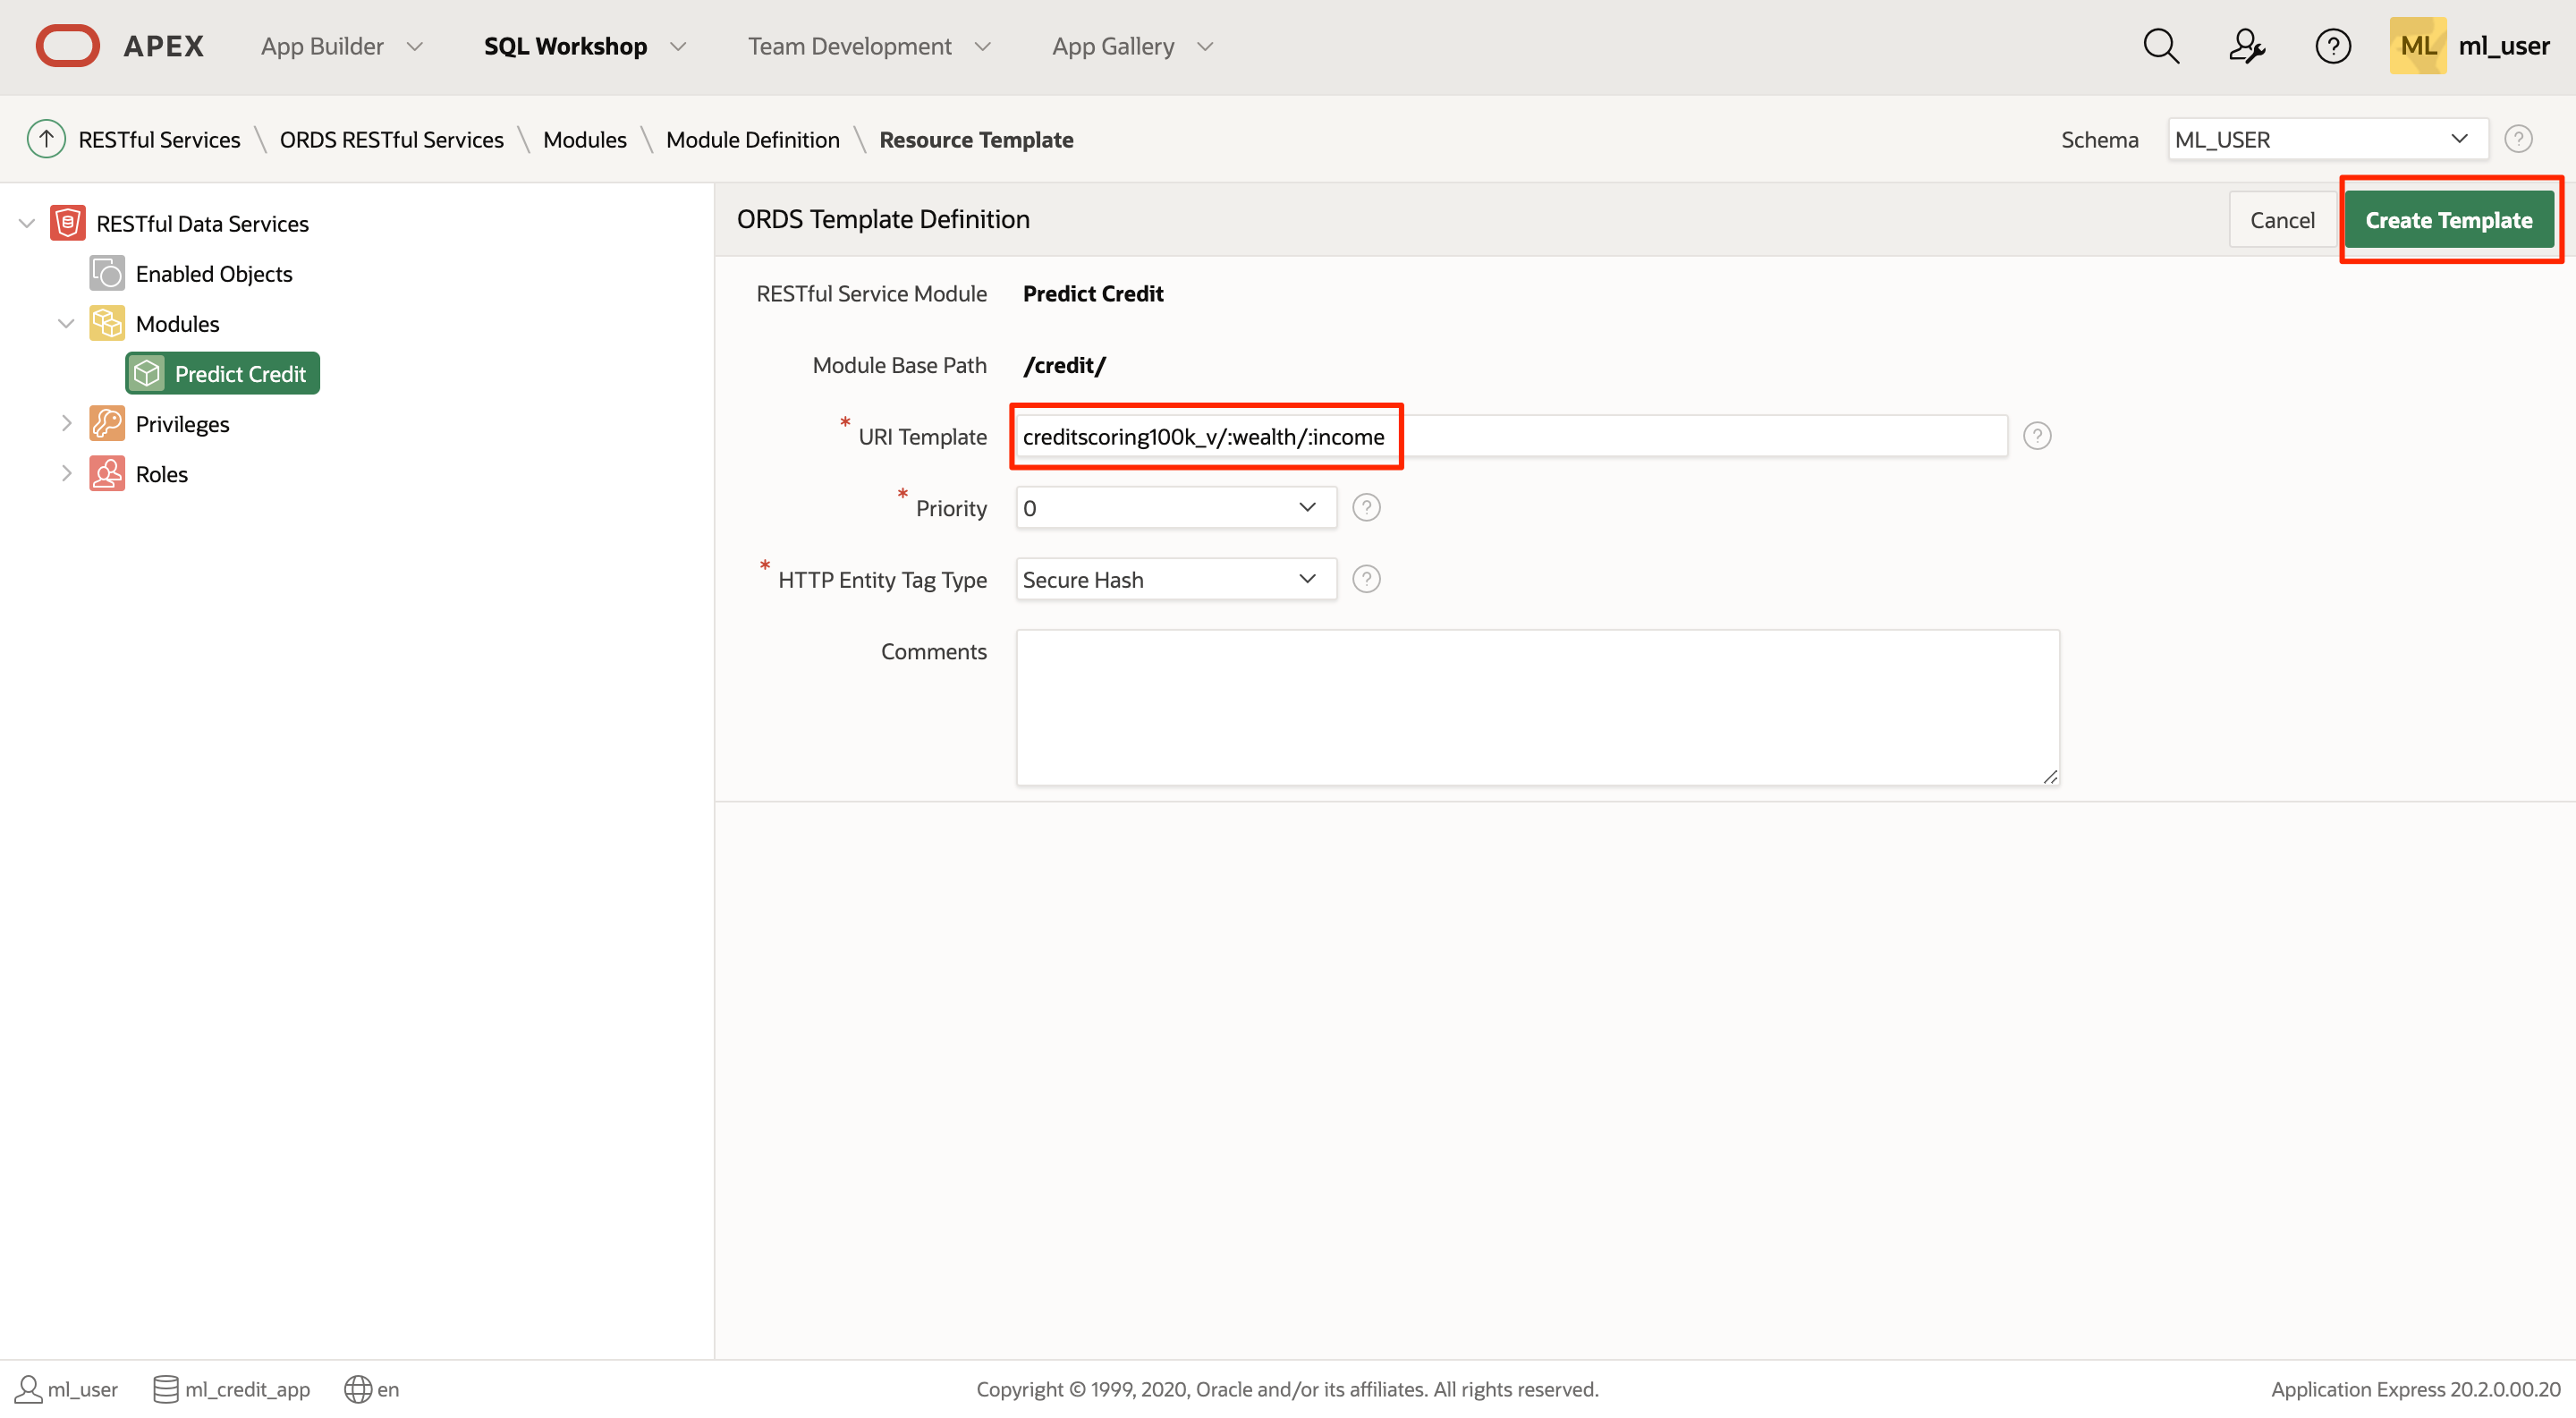 APEX App Builder SQL Workshop Team Development App Gallery ML ml_user
RESTful Services \ ORDS RESTful Services \ Modules \ Module Definition \ Resource Template Schema ML_USER ?
RESTful Data Services
Enabled Objects
Modules
Predict Credit
Privileges
Roles
ORDS Template Definition Cancel Create Template
RESTful Service Module Predict Credit
Module Base Path /credit/
* URI Template creditscoring100k_v/:wealth/:income ?
* Priority 0 ?
* HTTP Entity Tag Type Secure Hash ?
Comments
ml_user ml_credit_app en Copyright © 1999, 2020, Oracle and/or its affiliates. All rights reserved. Application Express 20.2.0.00.20